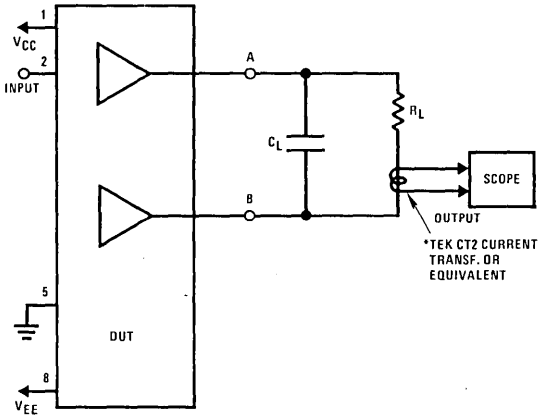 1
VCC
2
INPUT
A
CL
RL
SCOPE
OUTPUT
*TEK CT2 CURRENT
TRANSF. OR
EQUIVALENT
B
5
DUT
8
VEE